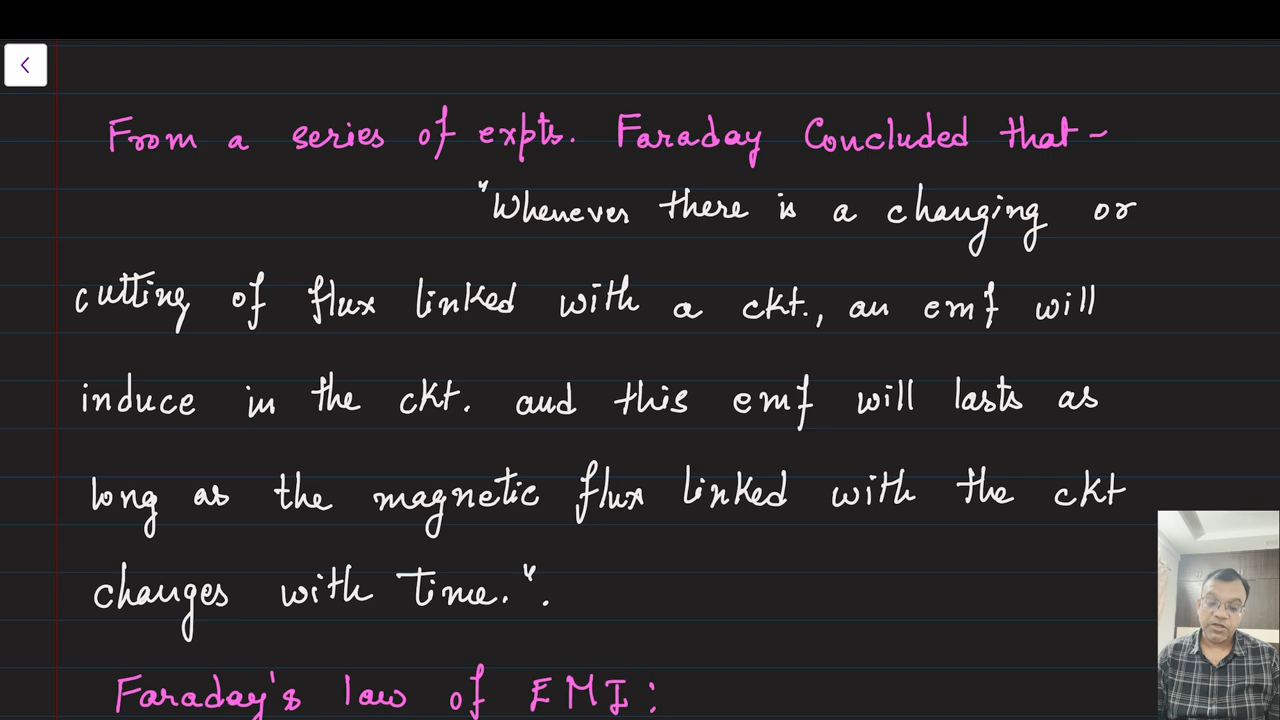 From a series of expts. Faraday Concluded that -
"Whenever there is a changing or
cutting of flux linked with a ckt., an emf will
induce in the ckt. and this emf will lasts as
long as the magnetic flux linked with the ckt
changes with time.".
Faraday's law of EMI: